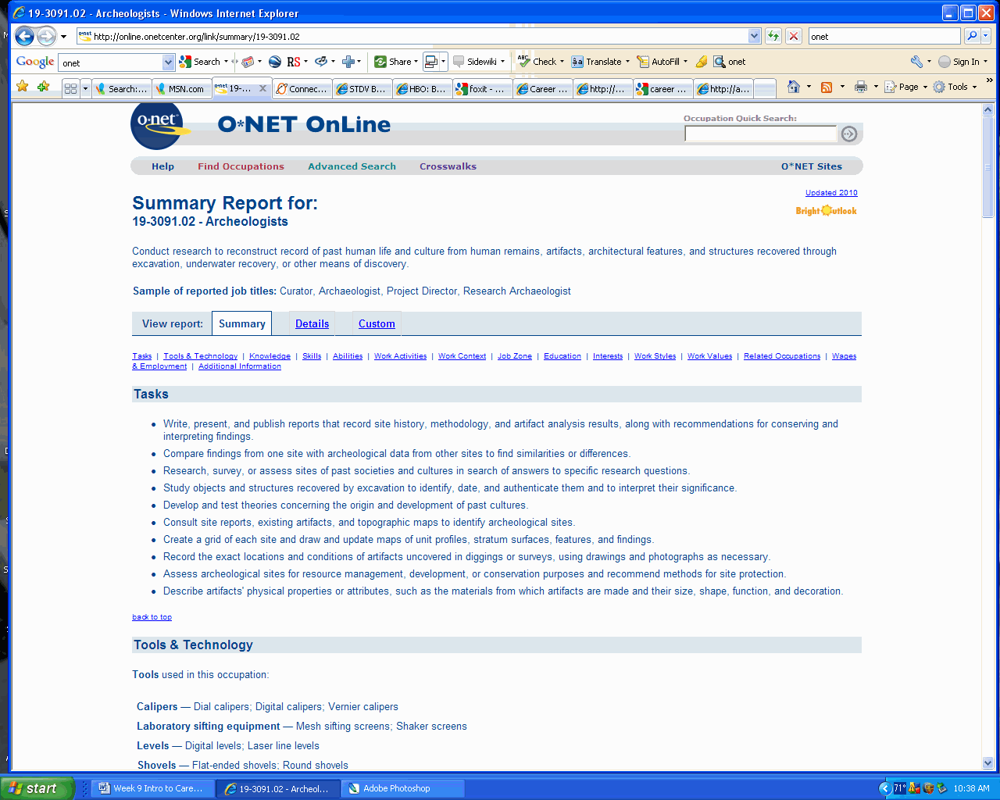 19-3091.02 - Archeologists - Windows Internet Explorer
http://online.onetcenter.org/link/summary/19-3091.02
onet
Google
onet
Search
RS
Share
Sidewiki
ABC Check
aä Translate
AutoFill
onet
Sign In
Search:...
MSN.com
19-...
Connec...
STDV B...
HBO: B...
foxit - ...
Career ...
http://...
career ...
http://a...
Page
Tools
o·net
O*NET OnLine
Occupation Quick Search:
Help
Find Occupations
Advanced Search
Crosswalks
O*NET Sites
Updated 2010
Bright Outlook
Summary Report for:
19-3091.02 - Archeologists
Conduct research to reconstruct record of past human life and culture from human remains, artifacts, architectural features, and structures recovered through
excavation, underwater recovery, or other means of discovery.
Sample of reported job titles: Curator, Archaeologist, Project Director, Research Archaeologist
View report: Summary Details Custom
Tasks | Tools & Technology | Knowledge | Skills | Abilities | Work Activities | Work Context | Job Zone | Education | Interests | Work Styles | Work Values | Related Occupations | Wages
& Employment | Additional Information
Tasks
• Write, present, and publish reports that record site history, methodology, and artifact analysis results, along with recommendations for conserving and
interpreting findings.
• Compare findings from one site with archeological data from other sites to find similarities or differences.
• Research, survey, or assess sites of past societies and cultures in search of answers to specific research questions.
• Study objects and structures recovered by excavation to identify, date, and authenticate them and to interpret their significance.
• Develop and test theories concerning the origin and development of past cultures.
• Consult site reports, existing artifacts, and topographic maps to identify archeological sites.
• Create a grid of each site and draw and update maps of unit profiles, stratum surfaces, features, and findings.
• Record the exact locations and conditions of artifacts uncovered in diggings or surveys, using drawings and photographs as necessary.
• Assess archeological sites for resource management, development, or conservation purposes and recommend methods for site protection.
• Describe artifacts' physical properties or attributes, such as the materials from which artifacts are made and their size, shape, function, and decoration.
back to top
Tools & Technology
Tools used in this occupation:
Calipers — Dial calipers; Digital calipers; Vernier calipers
Laboratory sifting equipment — Mesh sifting screens; Shaker screens
Levels — Digital levels; Laser line levels
Shovels — Flat-ended shovels; Round shovels
start
Week 9 Intro to Care...
19-3091.02 - Archeol...
Adobe Photoshop
71°
10:38 AM